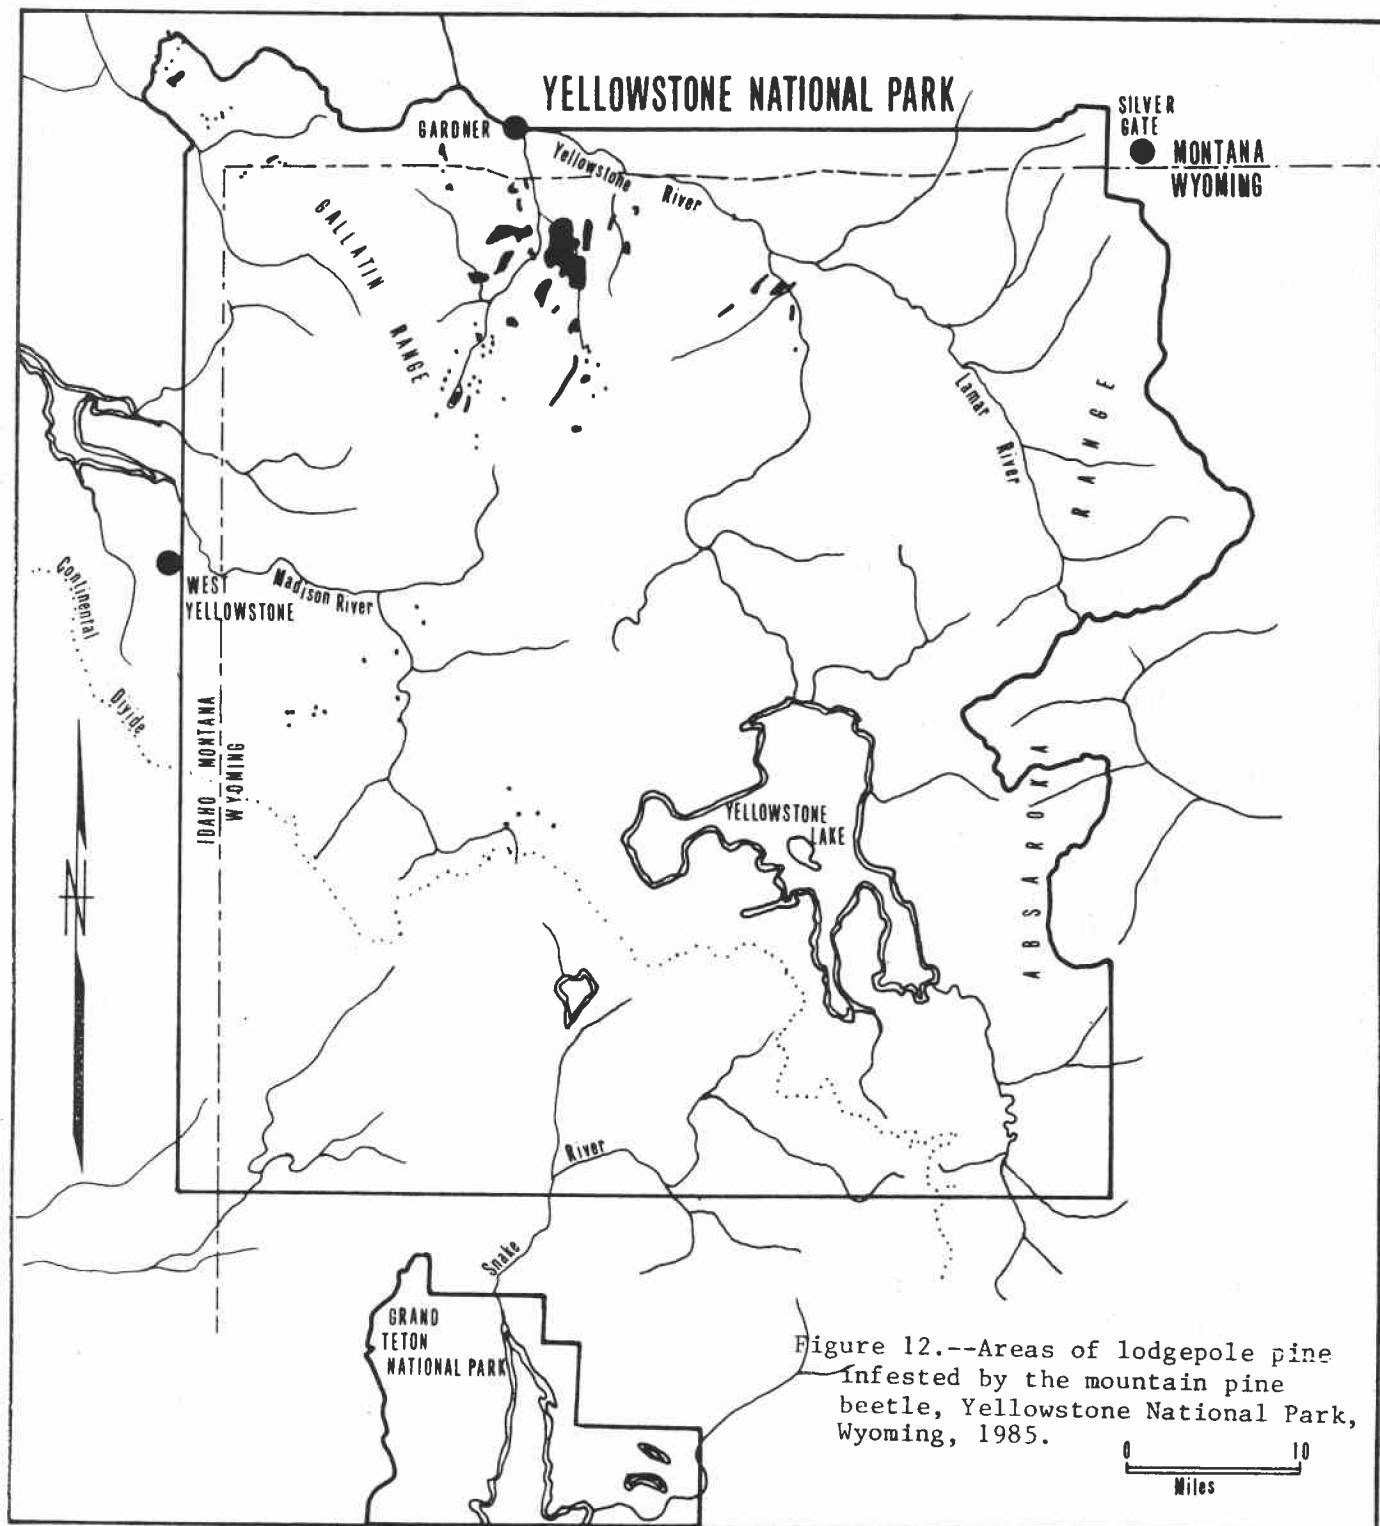 YELLOWSTONE NATIONAL PARK
SILVER
GATE
GARDNER
MONTANA
WYOMING
Yellowstone
River
GALLATIN
RANGE
Lamar
River
RANGE
Continental
Divide
WEST
YELLOWSTONE
Madison River
IDAHO MONTANA
WYOMING
YELLOWSTONE
LAKE
ABSAROKA
N
River
Snake
GRAND
TETON
NATIONAL PARK
Figure 12.--Areas of lodgepole pine
infested by the mountain pine
beetle, Yellowstone National Park,
Wyoming, 1985.
0 10
Miles